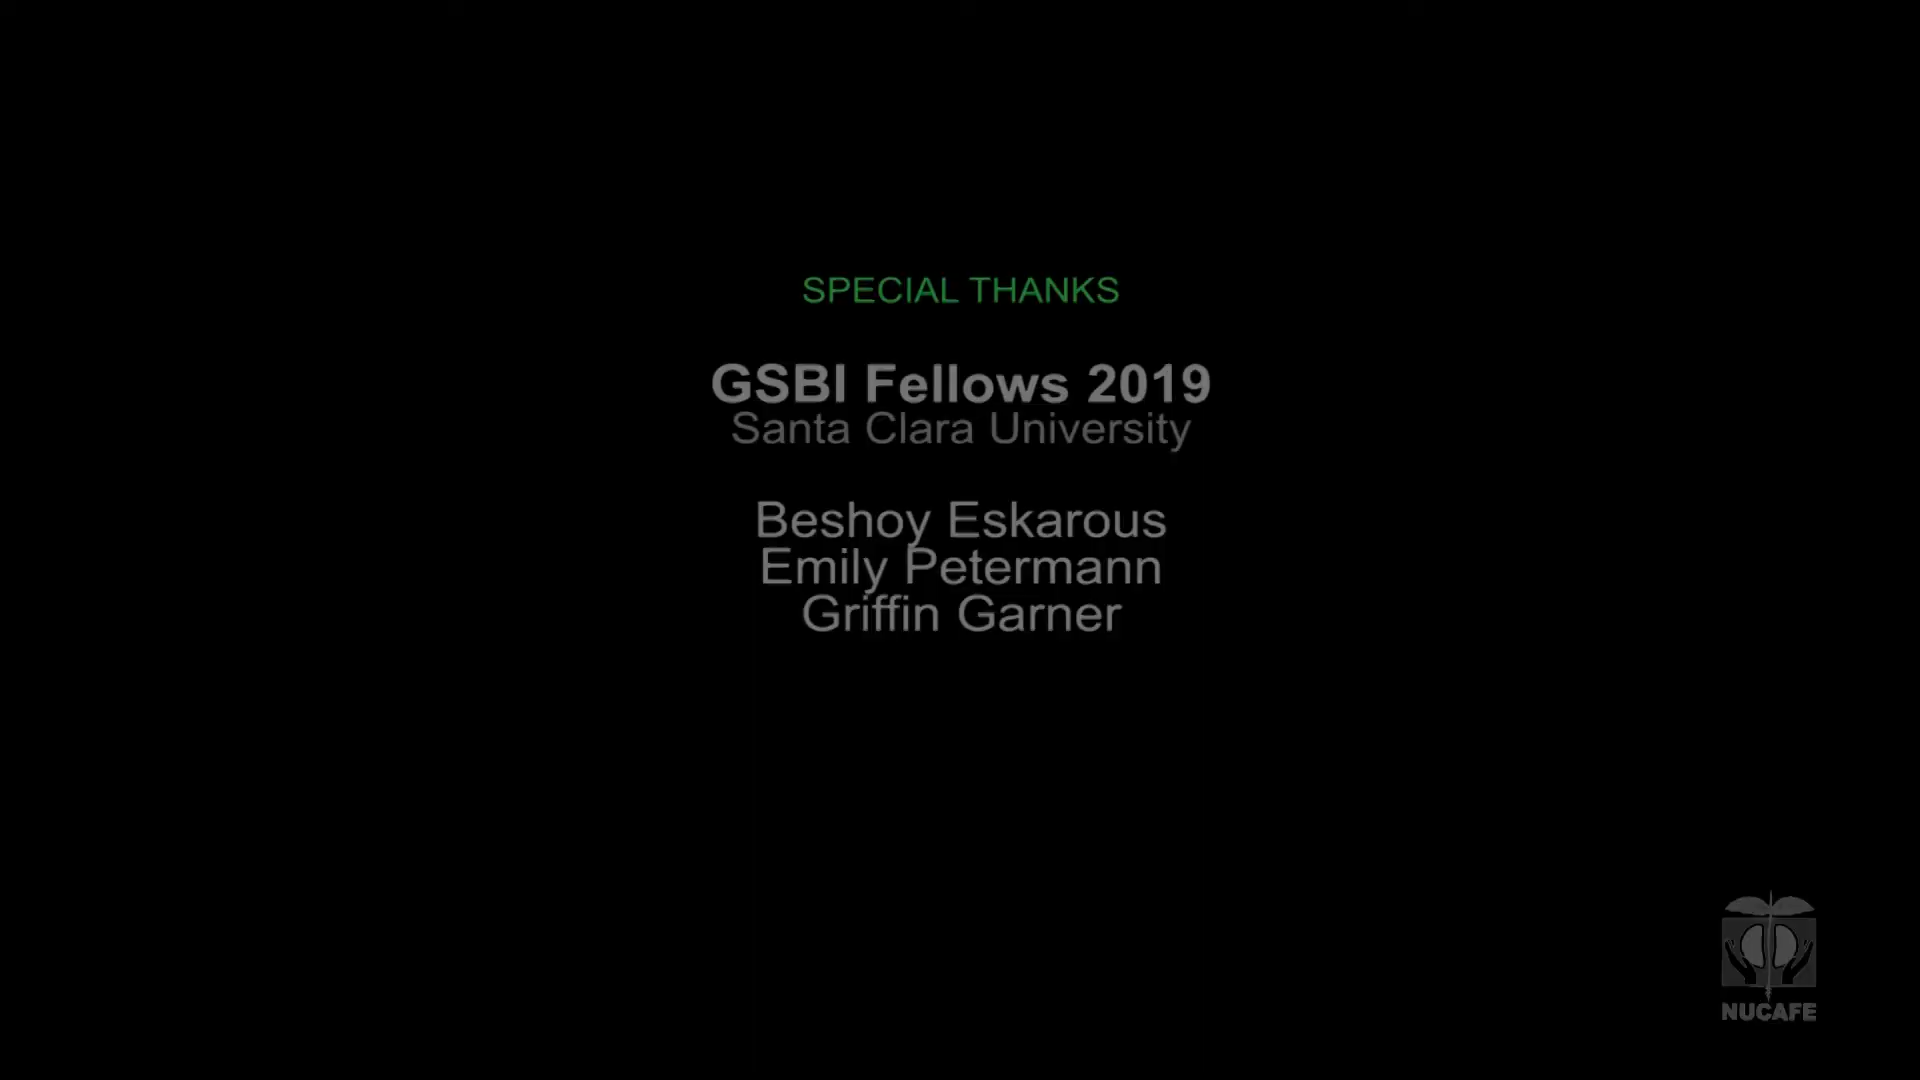 SPECIAL THANKS
GSBI Fellows 2019
Santa Clara University
Beshoy Eskarous
Emily Petermann
Griffin Garner
NUCAFE